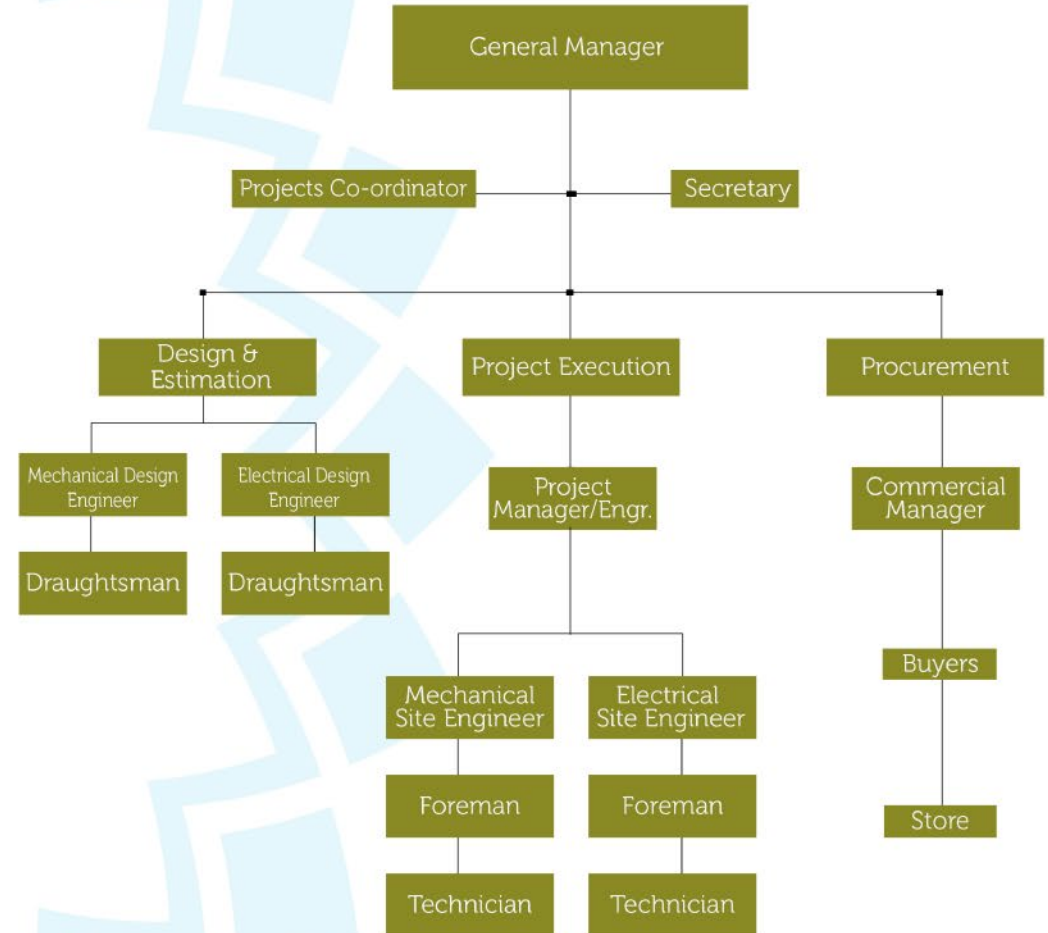 General Manager
Projects Co-ordinator
Secretary
Design &
Estimation
Project Execution
Procurement
Mechanical Design
Engineer
Electrical Design
Engineer
Project
Manager/Engr.
Commercial
Manager
Draughtsman
Draughtsman
Buyers
Mechanical
Site Engineer
Electrical
Site Engineer
Foreman
Foreman
Store
Technician
Technician